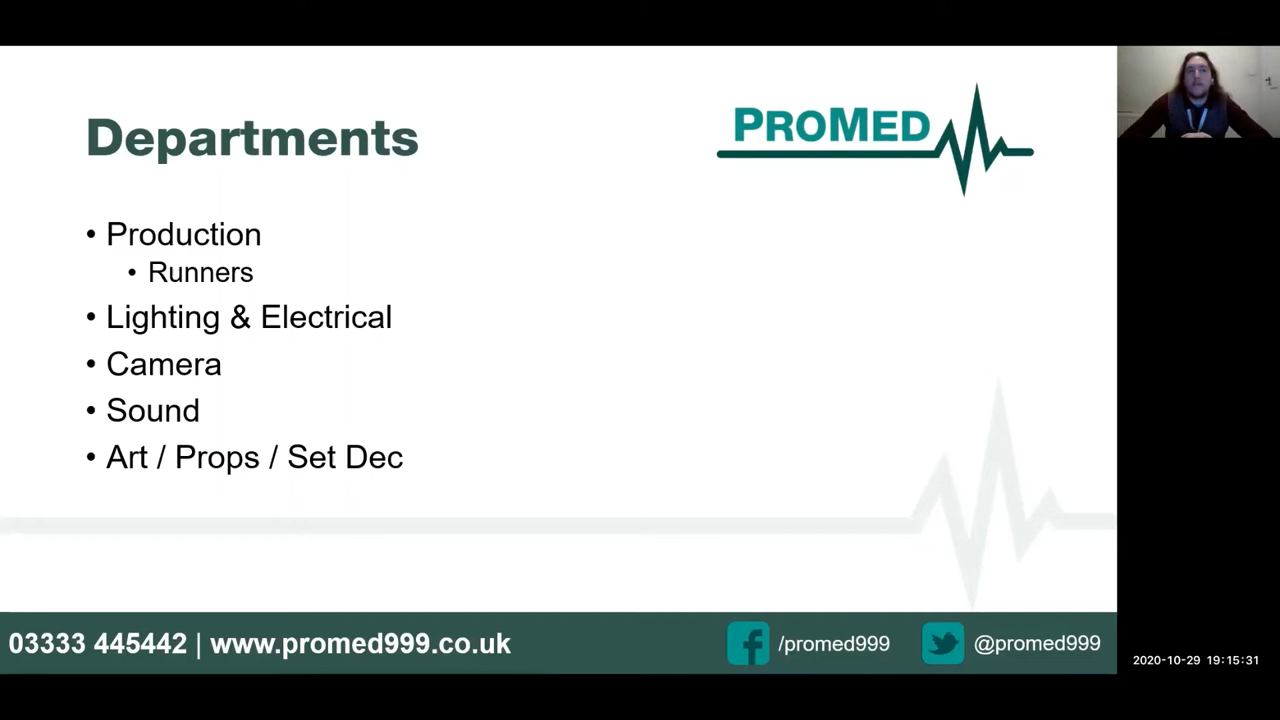 Departments
PROMED
• Production
• Runners
• Lighting & Electrical
• Camera
• Sound
• Art / Props / Set Dec
03333 445442 | www.promed999.co.uk
/promed999
@promed999
2020-10-29 19:15:31